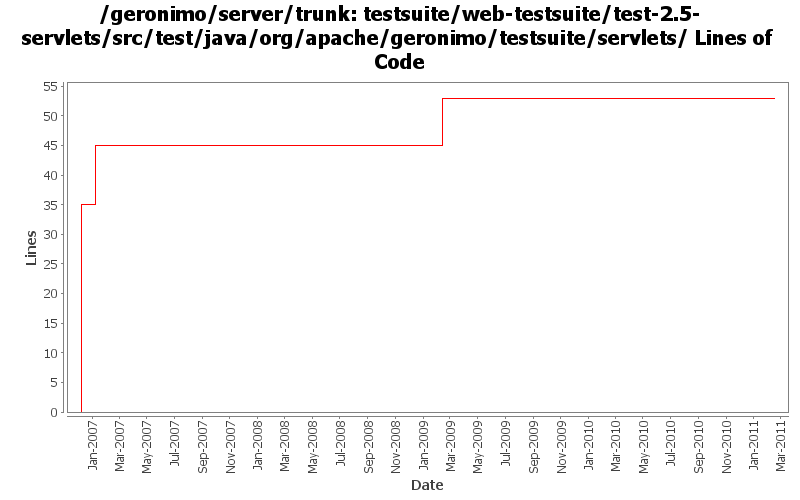 /geronimo/server/trunk: testsuite/web-testsuite/test-2.5-
servlets/src/test/java/org/apache/geronimo/testsuite/servlets/ Lines of
Code
Lines
55
50
45
40
35
30
25
20
15
10
5
0
Jan-2007
Mar-2007
May-2007
Jul-2007
Sep-2007
Nov-2007
Jan-2008
Mar-2008
May-2008
Jul-2008
Sep-2008
Nov-2008
Jan-2009
Mar-2009
May-2009
Jul-2009
Sep-2009
Nov-2009
Jan-2010
Mar-2010
May-2010
Jul-2010
Sep-2010
Nov-2010
Jan-2011
Mar-2011
Date